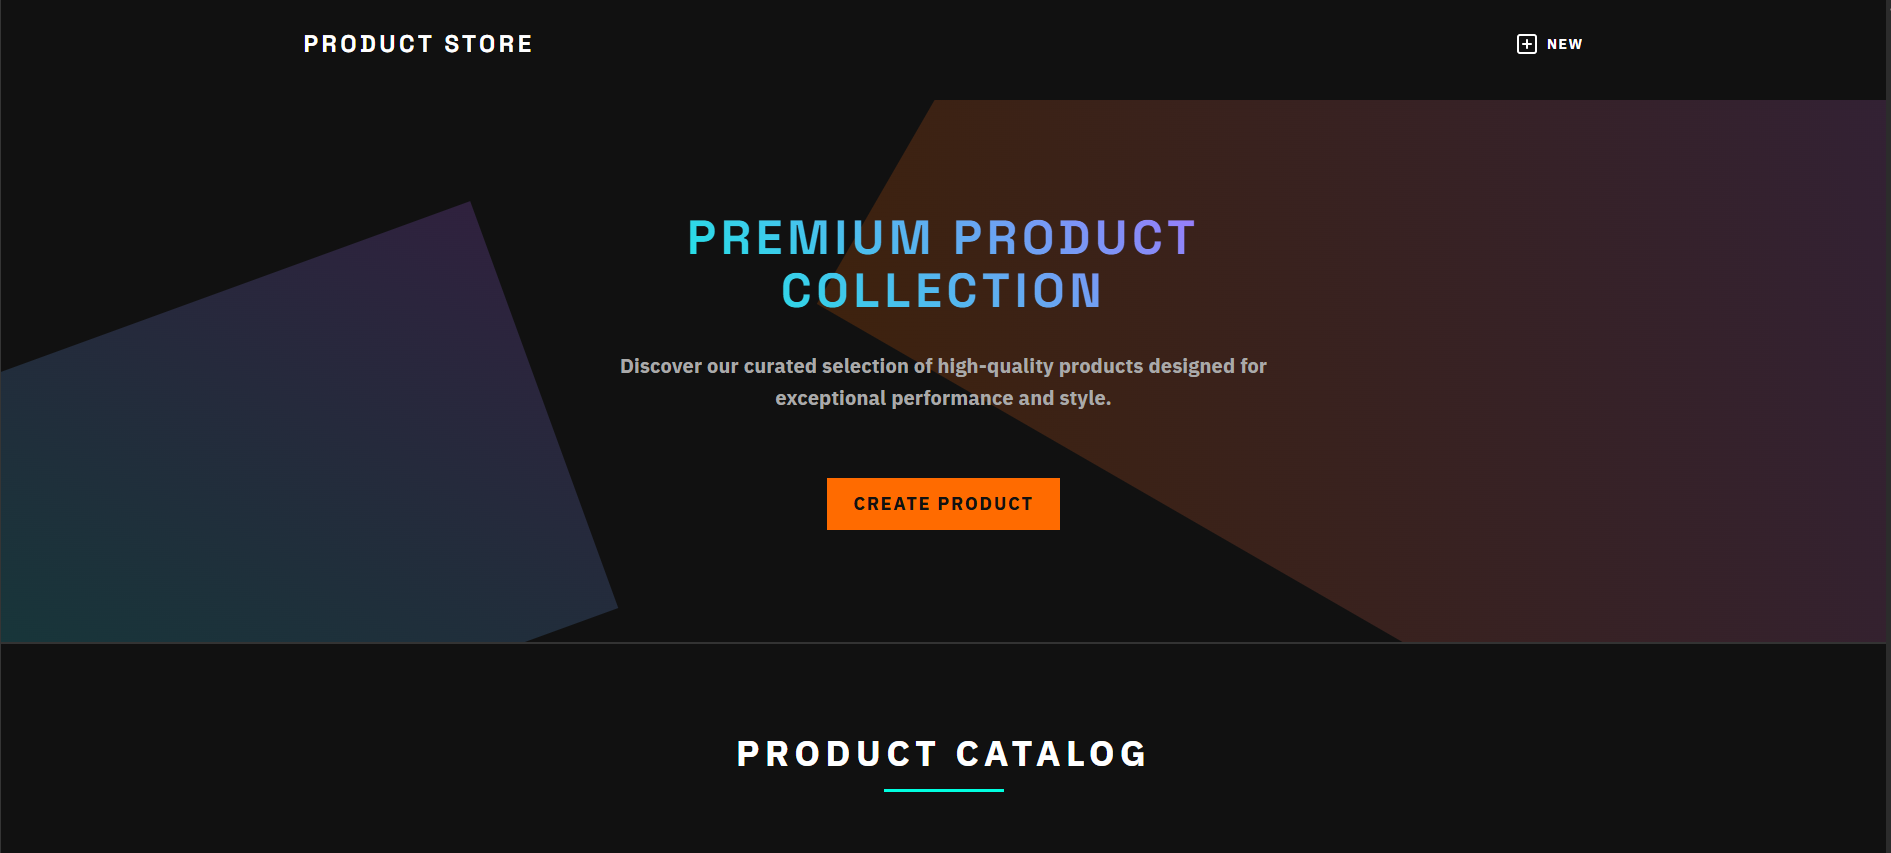 PRODUCT STORE
NEW
PREMIUM PRODUCT
COLLECTION
Discover our curated selection of high-quality products designed for
exceptional performance and style.
CREATE PRODUCT
PRODUCT CATALOG